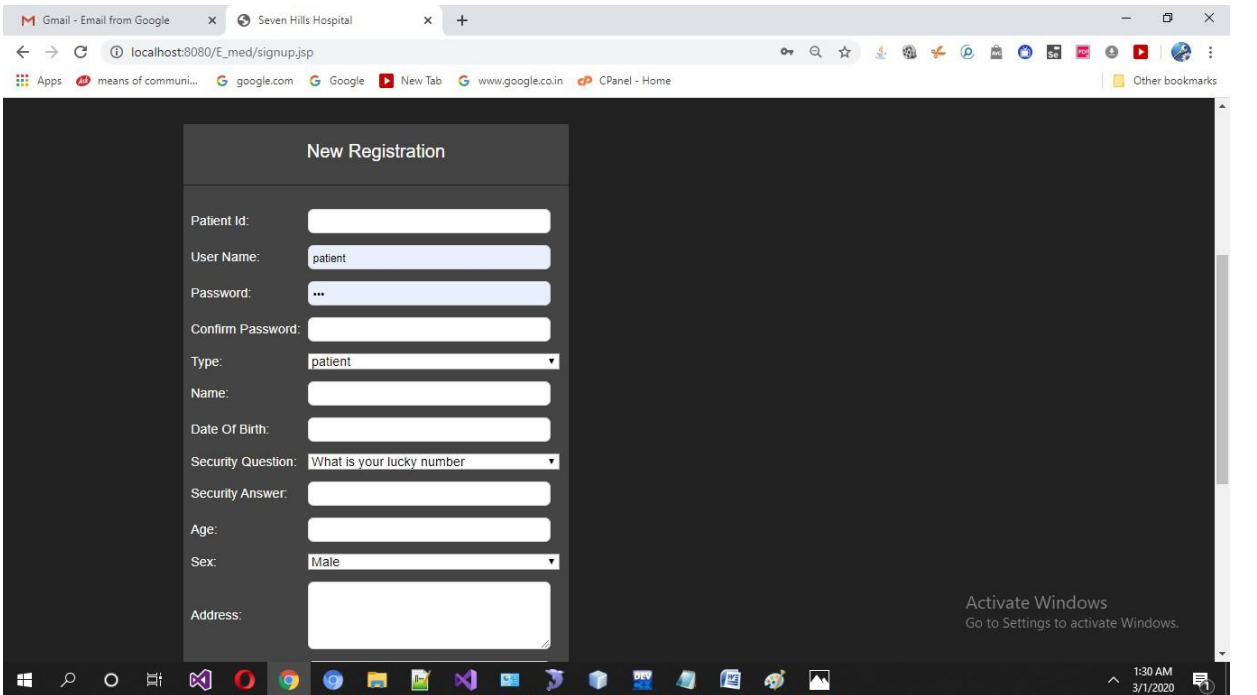 Gmail - Email from Google
Seven Hills Hospital
localhost:8080/E_med/signup.jsp
Apps means of communi... google.com Google New Tab www.google.co.in CPanel - Home Other bookmarks
New Registration
Patient Id:
User Name: patient
Password: •••
Confirm Password:
Type: patient
Name:
Date Of Birth:
Security Question: What is your lucky number
Security Answer:
Age:
Sex: Male
Address:
Activate Windows
Go to Settings to activate Windows.
1:30 AM
3/1/2020